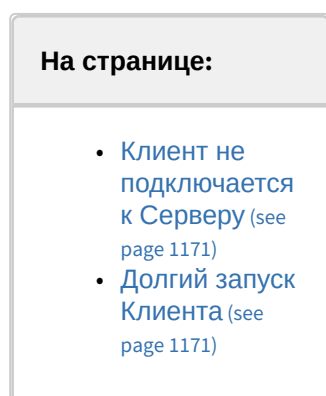 На странице:
• Клиент не
подключается
к Серверу (see
page 1171)
• Долгий запуск
Клиента (see
page 1171)